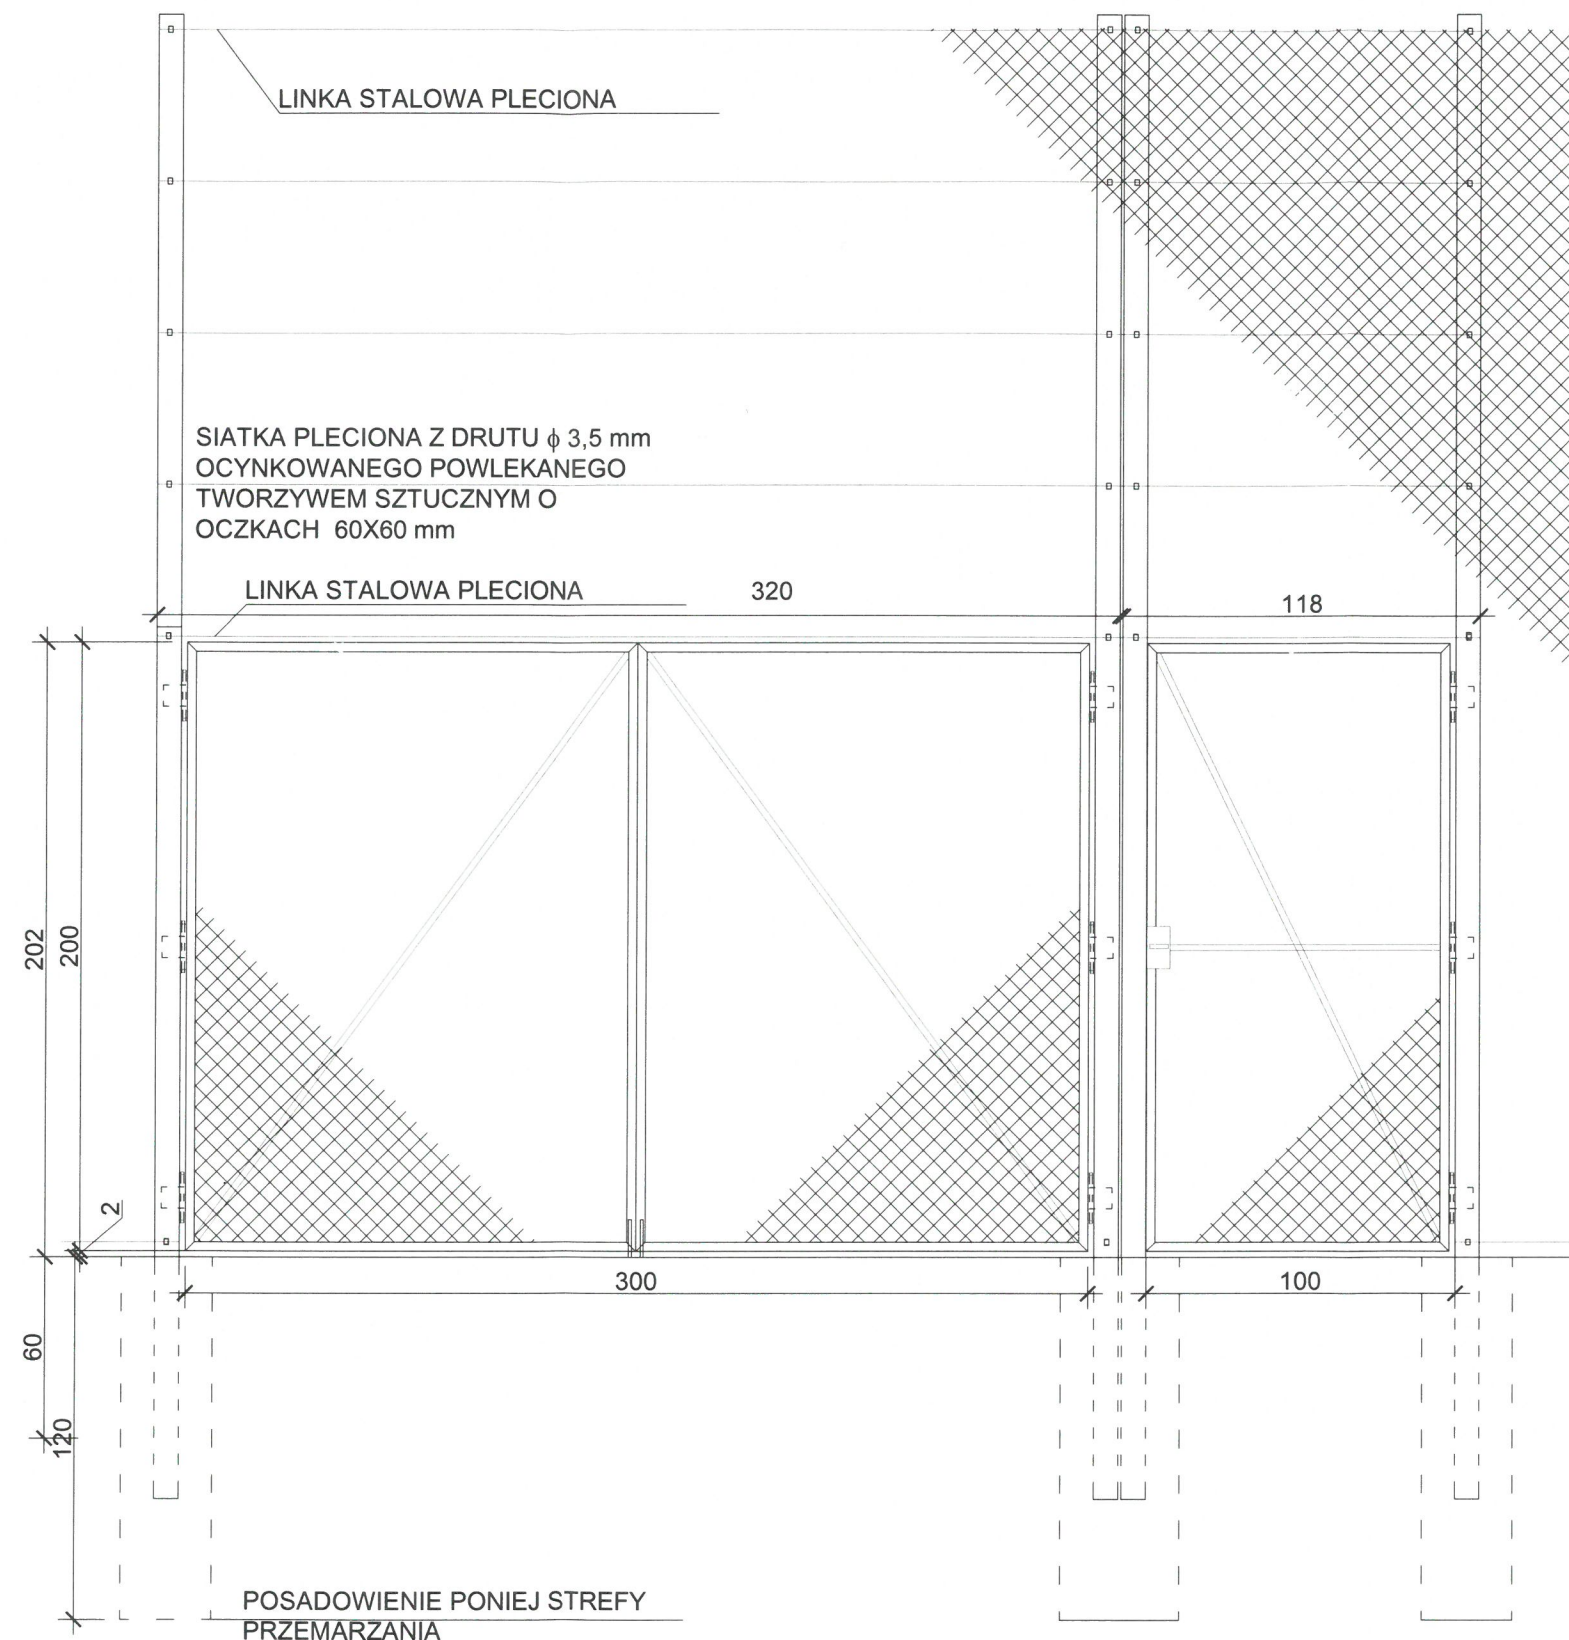 LINKA STALOWA PLECIONA
SIATKA PLECIONA Z DRUTU ϕ 3,5 mm
OCYNKOWANEGO POWLEKANEGO
TWORZYWEM SZTUCZNYM O
OCZKACH 60X60 mm
LINKA STALOWA PLECIONA
320
118
202
200
2
300
100
60
120
POSADOWIENIE PONIEJ STREFY
PRZEMARZANIA